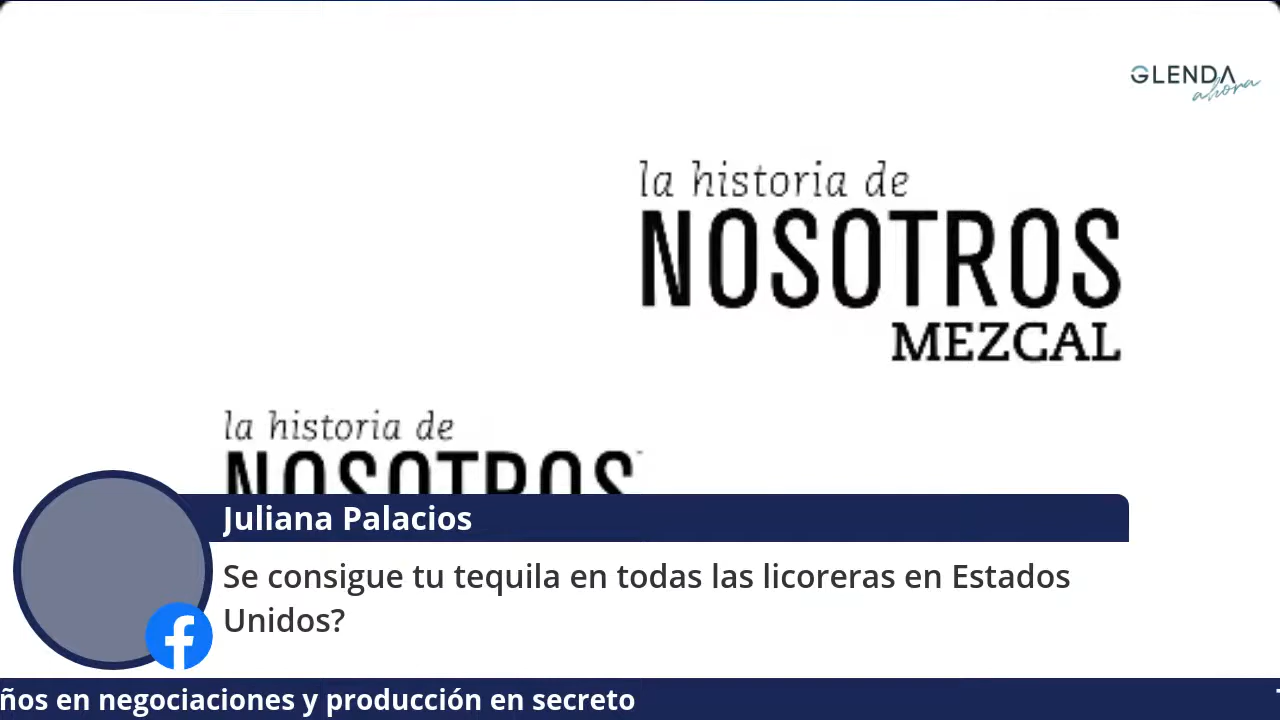 GLENDA
ahora
la historia de
NOSOTROS
MEZCAL
la historia de
NOSOTROS
Juliana Palacios
Se consigue tu tequila en todas las licoreras en Estados
Unidos?
ños en negociaciones y producción en secreto